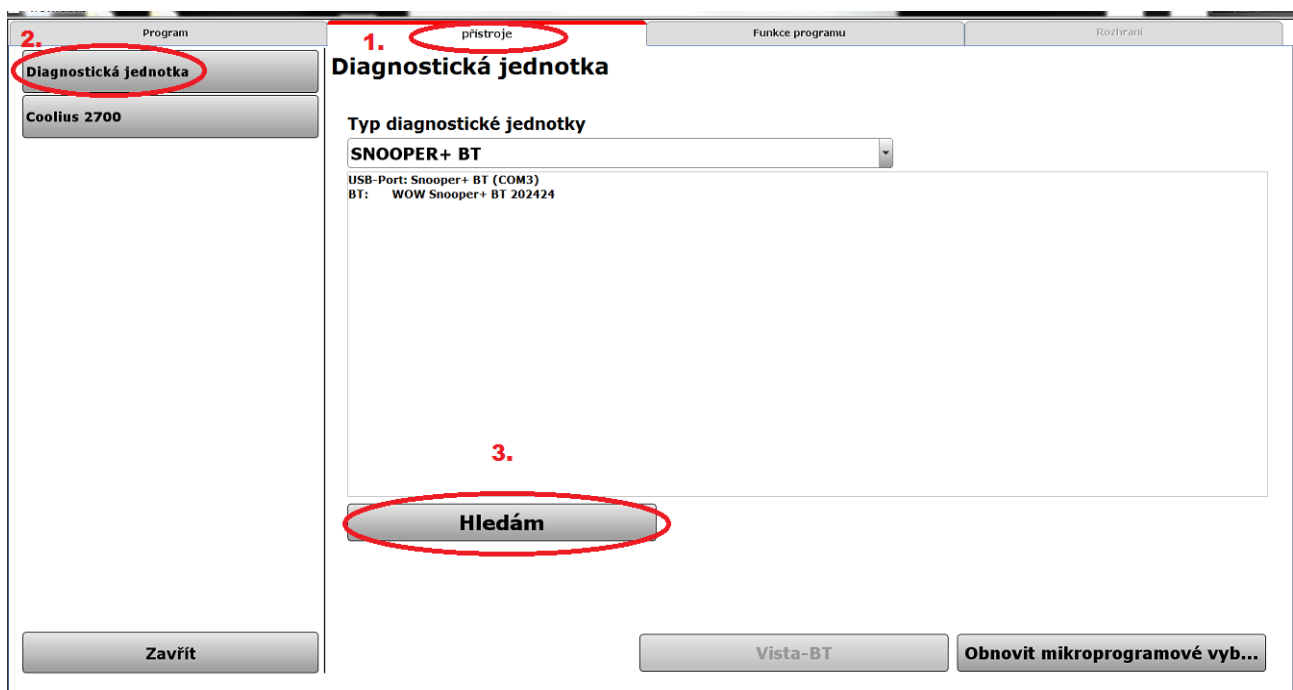 Program
přístroje
Funkce programu
Rozhraní
2.
1.
Diagnostická jednotka
Coolius 2700
Diagnostická jednotka
Typ diagnostické jednotky
SNOOPER+ BT
USB-Port: Snooper+ BT (COM3)
BT: WOW Snooper+ BT 202424
3.
Hledám
Zavřít
Vista-BT
Obnovit mikroprogramové vyb...